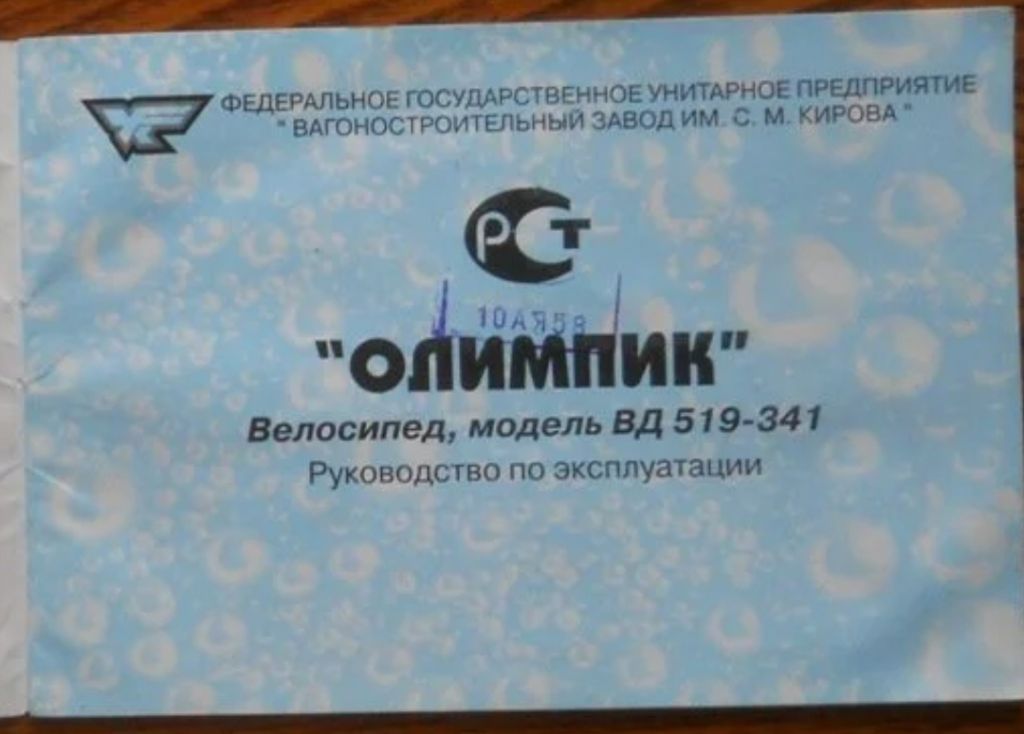 ФЕДЕРАЛЬНОЕ ГОСУДАРСТВЕННОЕ УНИТАРНОЕ ПРЕДПРИЯТИЕ
" ВАГОНОСТРОИТЕЛЬНЫЙ ЗАВОД ИМ. С. М. КИРОВА "
РСТ
10АЯ58
"ОЛИМПИК"
Велосипед, модель ВД 519-341
Руководство по эксплуатации